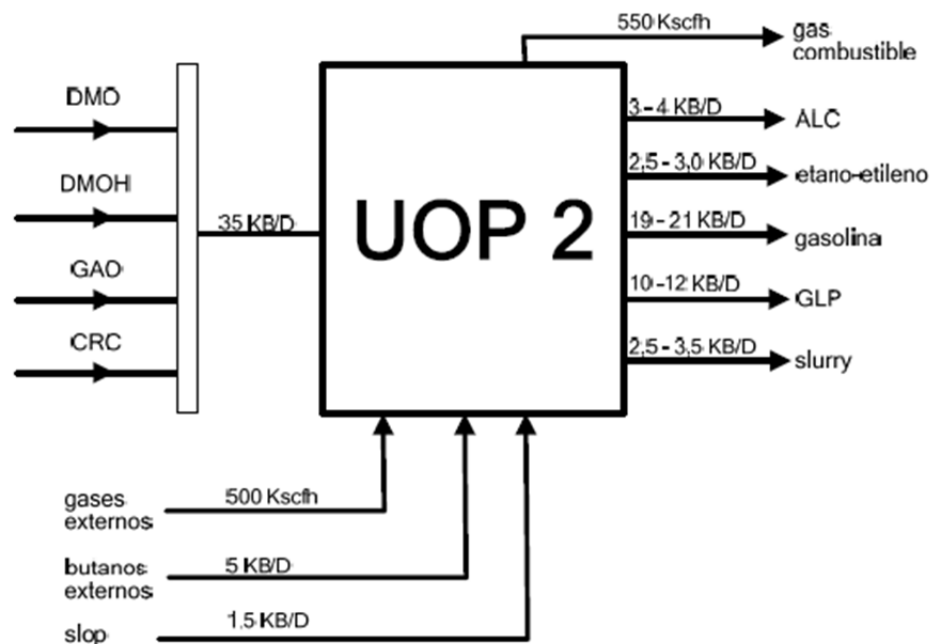 550 Kscfh
gas
combustible
DMO
3-4 KB/D
ALC
2,5-3,0 KB/D
etano-etileno
DMOH
35 KB/D
UOP 2
19-21 KB/D
gasolina
GAO
10-12 KB/D
GLP
CRC
2,5-3,5 KB/D
slurry
gases
externos
500 Kscfh
butanos
externos
5 KB/D
slop
1,5 KB/D